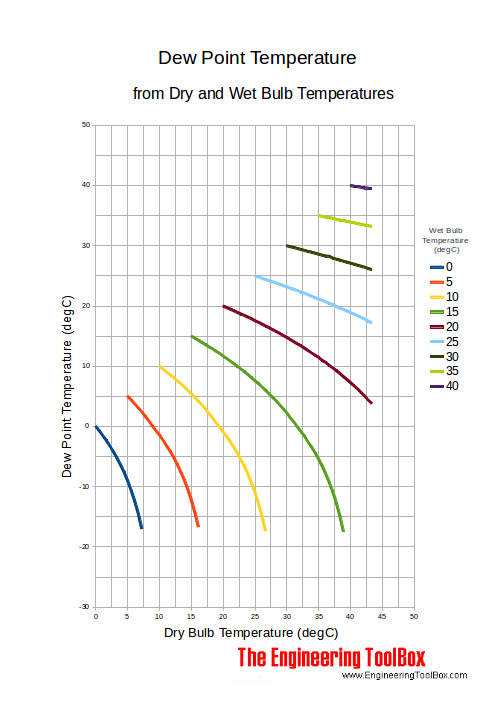 Dew Point Temperature
from Dry and Wet Bulb Temperatures
50
40
30
20
10
0
-10
-20
-30
Dew Point Temperature (degC)
0 5 10 15 20 25 30 35 40 45 50
Dry Bulb Temperature (degC)
Wet Bulb
Temperature
(degC)
0
5
10
15
20
25
30
35
40
The Engineering ToolBox
www.EngineeringToolBox.com